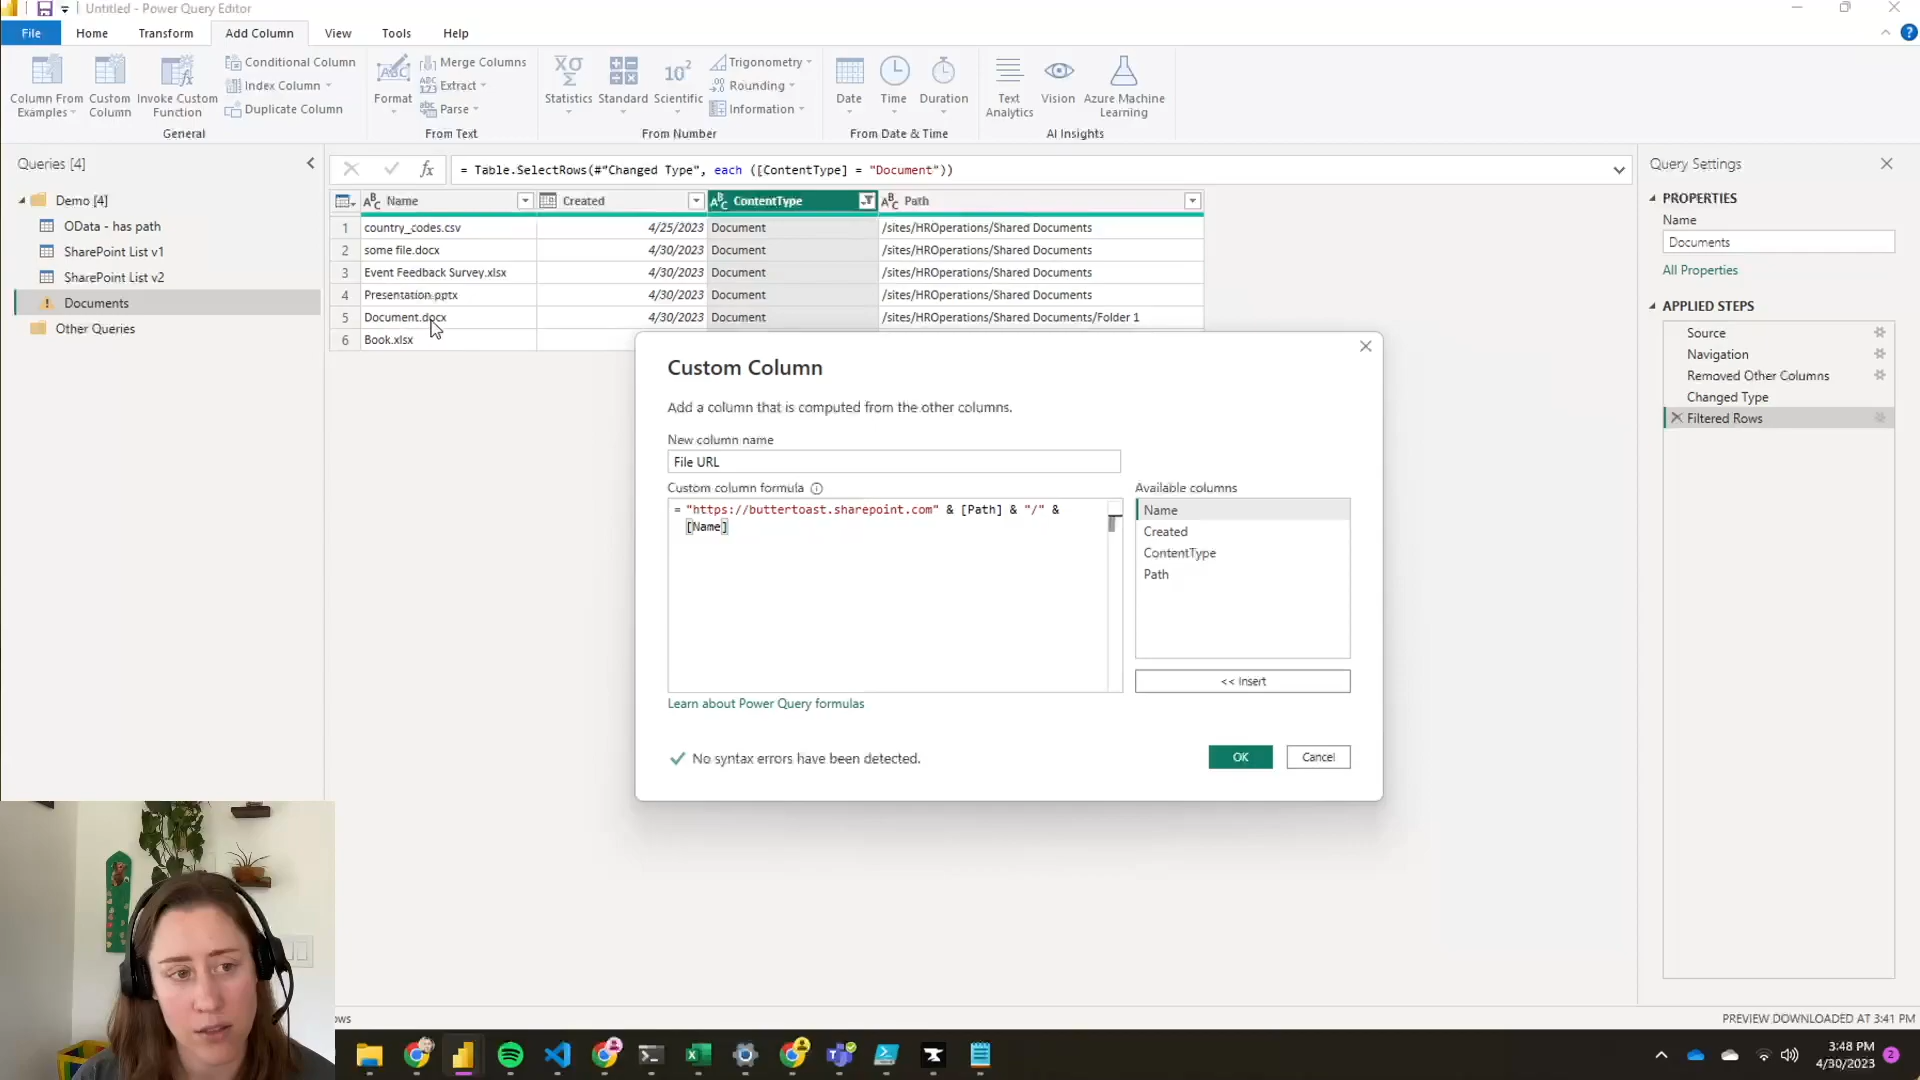 Untitled - Power Query Editor
File
Home
Transform
Add Column
View
Tools
Help
Column From
Examples
Custom
Column
Invoke Custom
Function
Conditional Column
Index Column
Duplicate Column
General
Format
Merge Columns
Extract
Parse
From Text
Statistics
Standard
Scientific
Trigonometry
Rounding
Information
From Number
Date
Time
Duration
From Date & Time
Text
Analytics
Vision
Azure Machine
Learning
AI Insights
Queries [4]
Demo [4]
OData - has path
SharePoint List v1
SharePoint List v2
Documents
Other Queries
= Table.SelectRows(#"Changed Type", each ([ContentType] = "Document"))
Name
Created
ContentType
Path
1 country_codes.csv 4/25/2023 Document /sites/HROperations/Shared Documents
2 some file.docx 4/30/2023 Document /sites/HROperations/Shared Documents
3 Event Feedback Survey.xlsx 4/30/2023 Document /sites/HROperations/Shared Documents
4 Presentation.pptx 4/30/2023 Document /sites/HROperations/Shared Documents
5 Document.docx 4/30/2023 Document /sites/HROperations/Shared Documents/Folder 1
6 Book.xlsx
Custom Column
Add a column that is computed from the other columns.
New column name
File URL
Custom column formula
= "https://buttertoast.sharepoint.com" & [Path] & "/" &
[Name]
Available columns
Name
Created
ContentType
Path
<< Insert
Learn about Power Query formulas
No syntax errors have been detected.
OK
Cancel
Query Settings
PROPERTIES
Name
Documents
All Properties
APPLIED STEPS
Source
Navigation
Removed Other Columns
Changed Type
Filtered Rows
PREVIEW DOWNLOADED AT 3:41 PM
3:48 PM
4/30/2023
2